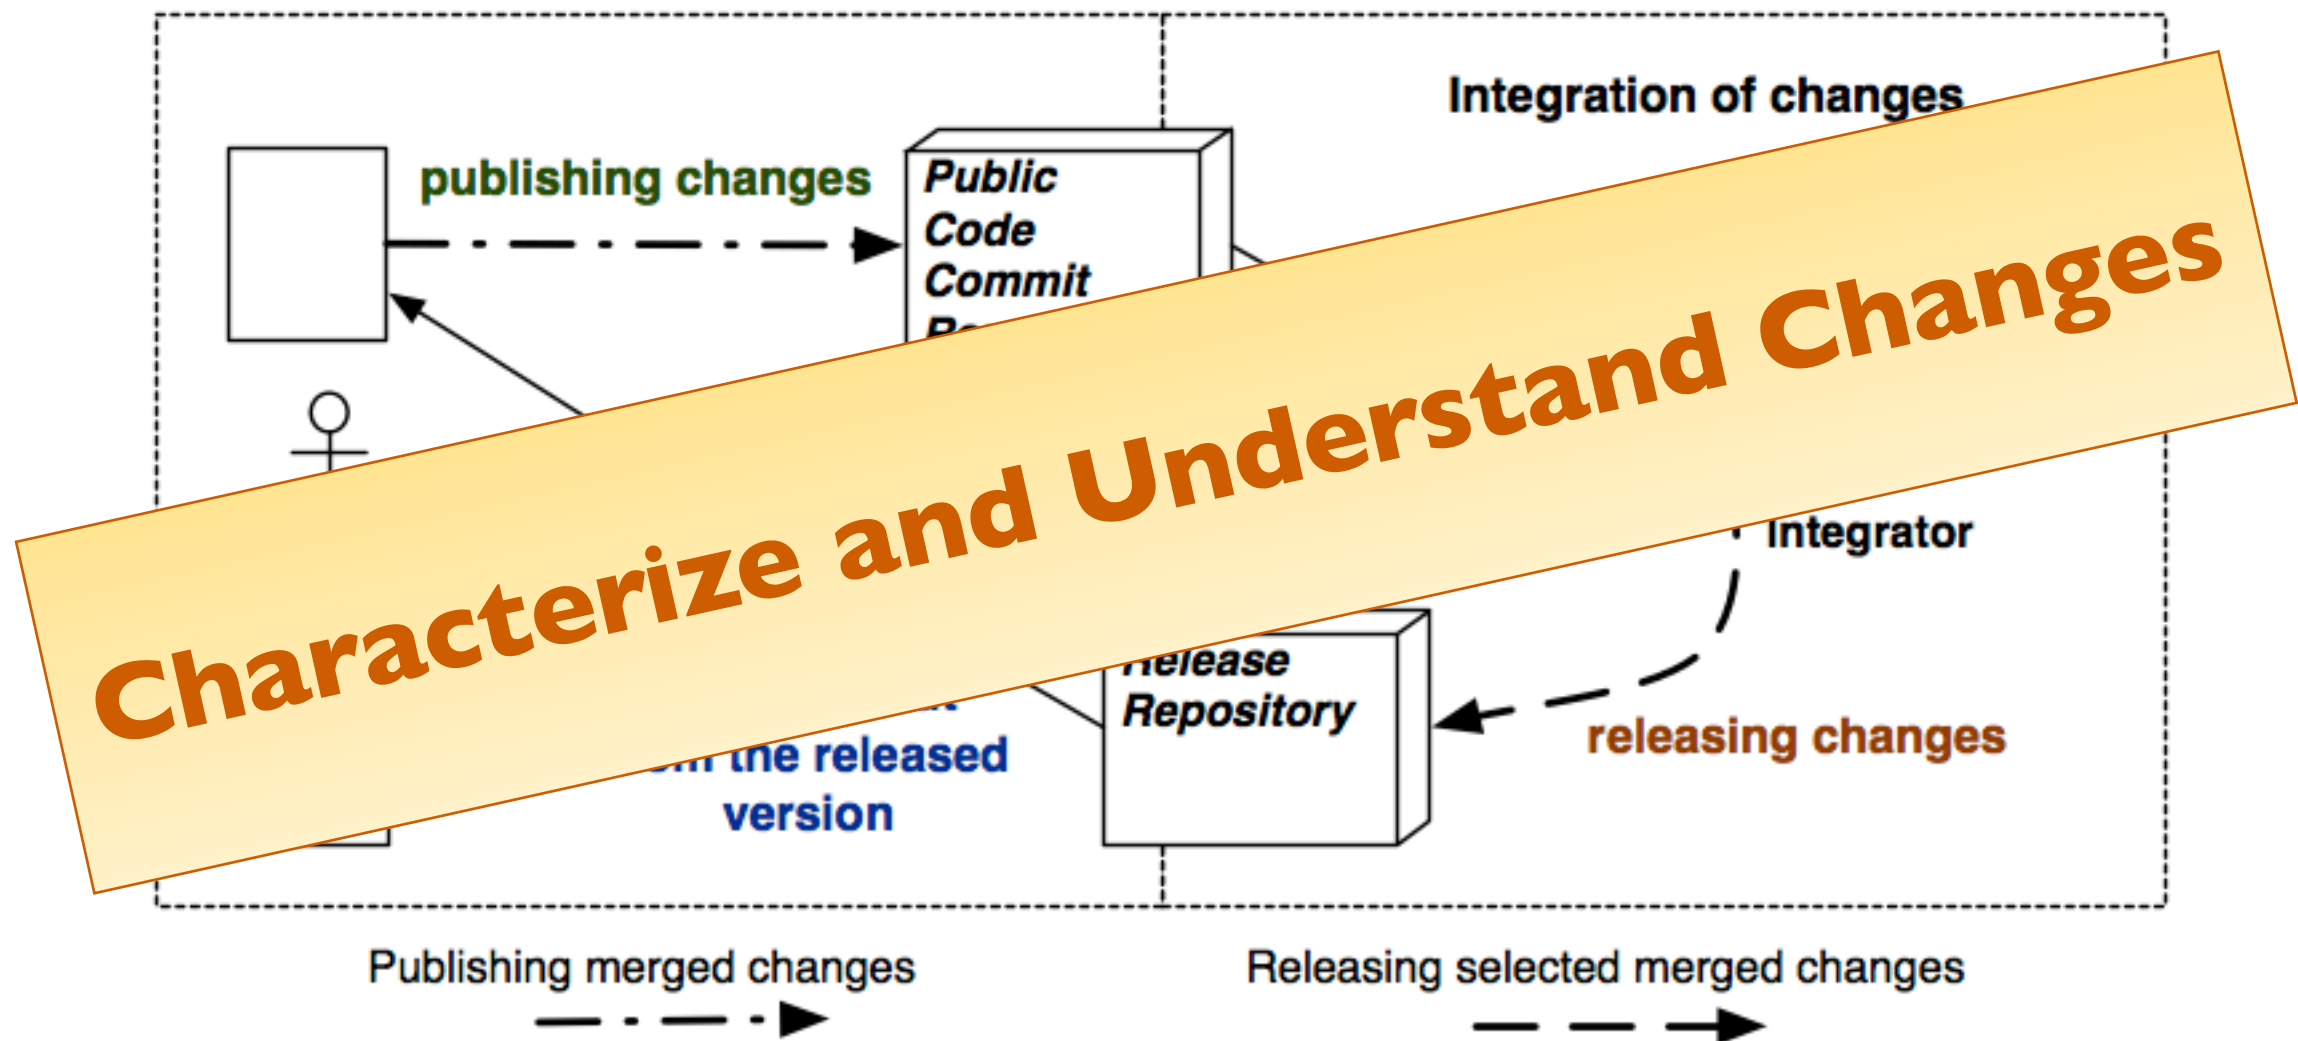 Integration of changes
publishing changes
Public
Code
Commit
Characterize and Understand Changes
Integrator
Release
Repository
the released
version
releasing changes
Publishing merged changes
Releasing selected merged changes